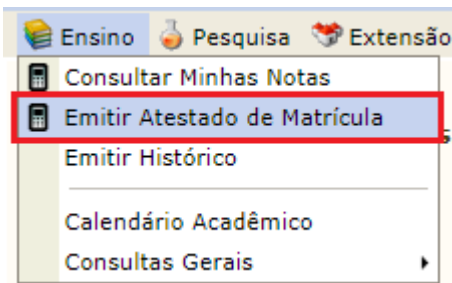 Ensino Pesquisa Extensão
Consultar Minhas Notas
Emitir Atestado de Matrícula
Emitir Histórico
Calendário Acadêmico
Consultas Gerais